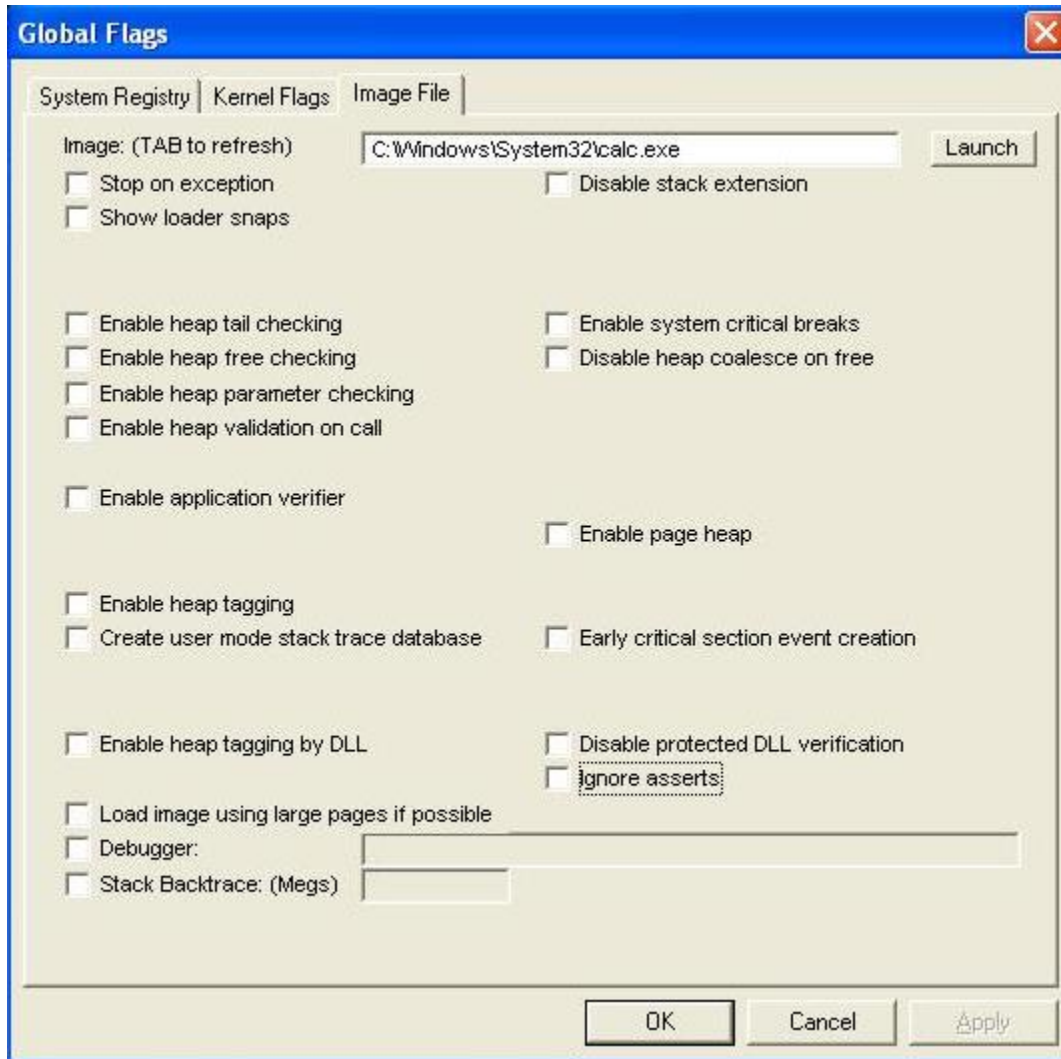 Global Flags
System Registry Kernel Flags Image File
Image: (TAB to refresh) C:\Windows\System32\calc.exe Launch
Stop on exception Disable stack extension
Show loader snaps
Enable heap tail checking Enable system critical breaks
Enable heap free checking Disable heap coalesce on free
Enable heap parameter checking
Enable heap validation on call
Enable application verifier
Enable page heap
Enable heap tagging
Create user mode stack trace database Early critical section event creation
Enable heap tagging by DLL Disable protected DLL verification
Ignore asserts
Load image using large pages if possible
Debugger:
Stack Backtrace: (Megs)
OK Cancel Apply